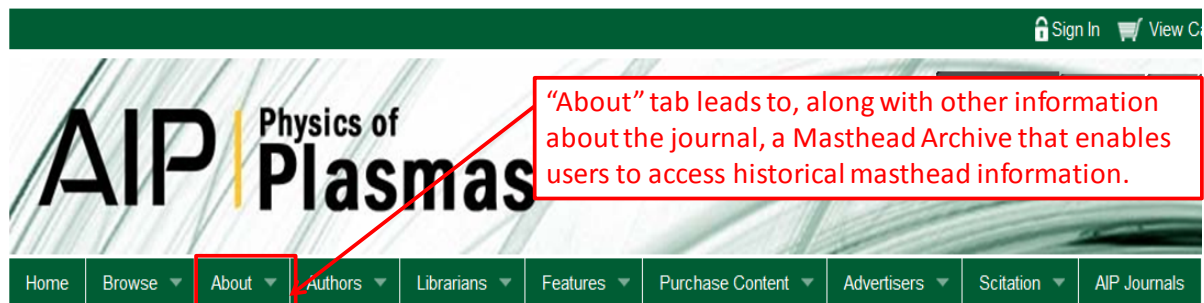 Sign In View Ca
AIP Physics of
Plasmas
“About” tab leads to, along with other information
about the journal, a Masthead Archive that enables
users to access historical masthead information.
Home Browse About Authors Librarians Features Purchase Content Advertisers Scitation AIP Journals